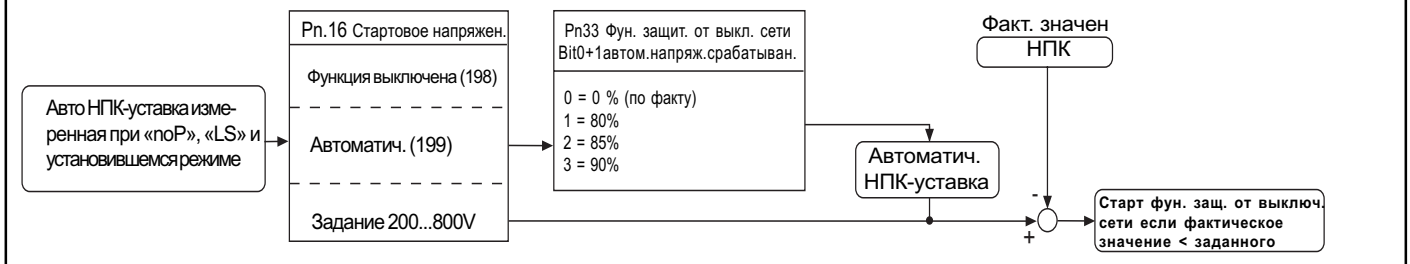 Авто НПК-уставка изме-
ренная при «noP», «LS» и
установившемся режиме
Pn.16 Стартовое напряжен.
Функция выключена (198)
Автоматич. (199)
Задание 200...800V
Pn33 Фун. защит. от выкл. сети
Bit0+1автом.напряж.срабатыван.
0 = 0 % (по факту)
1 = 80%
2 = 85%
3 = 90%
Автоматич.
НПК-уставка
Факт. значен
НПК
-
+
Старт фун. защ. от выключ.
сети если фактическое
значение < заданного